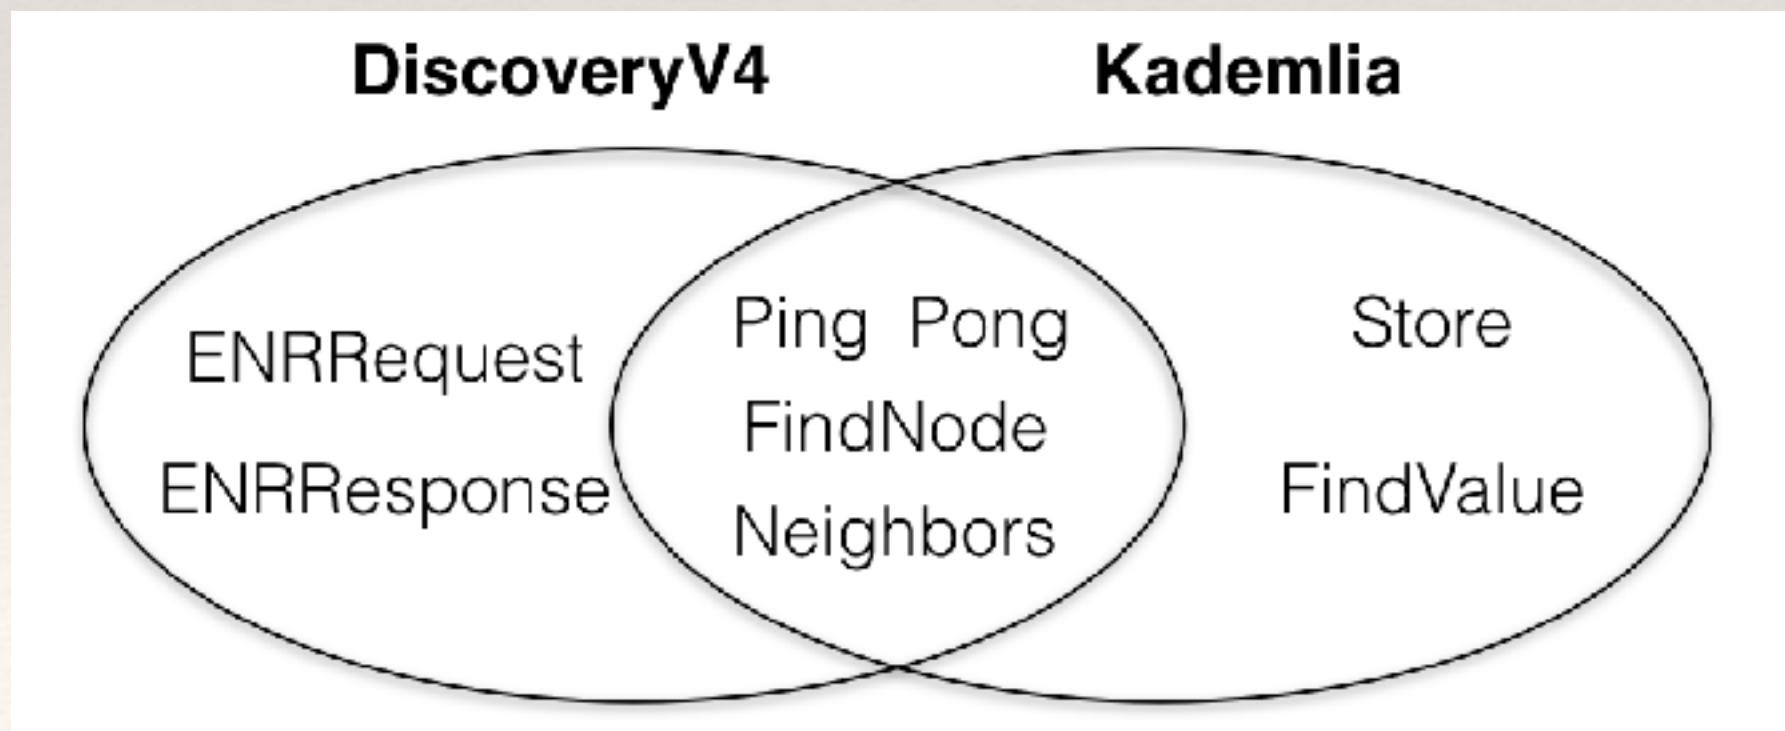 DiscoveryV4 Kademlia
Ping Pong Store
ENRRequest
FindNode
ENRResponse FindValue
Neighbors